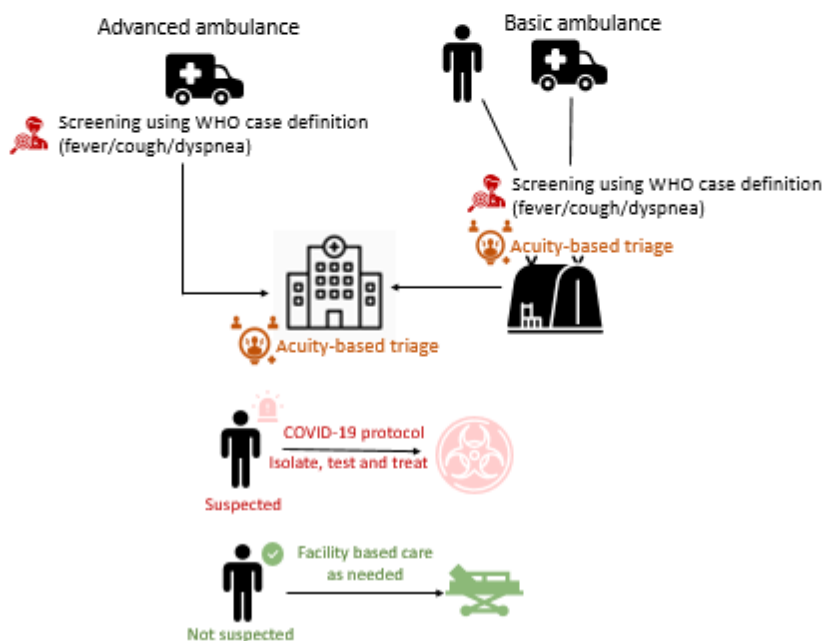 Advanced ambulance
Basic ambulance
Screening using WHO case definition
(fever/cough/dyspnea)
Screening using WHO case definition
(fever/cough/dyspnea)
Acuity-based triage
Acuity-based triage
COVID-19 protocol
Isolate, test and treat
Suspected
Facility based care
as needed
Not suspected